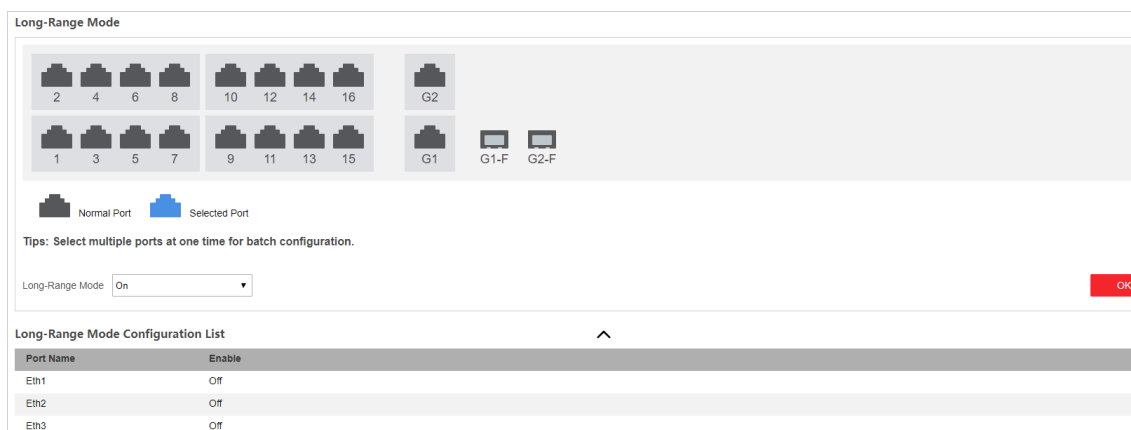 Long-Range Mode
2 4 6 8 10 12 14 16 G2
1 3 5 7 9 11 13 15 G1 G1-F G2-F
Normal Port Selected Port
Tips: Select multiple ports at one time for batch configuration.
Long-Range Mode On OK
Long-Range Mode Configuration List
Port Name Enable
Eth1 Off
Eth2 Off
Eth3 Off